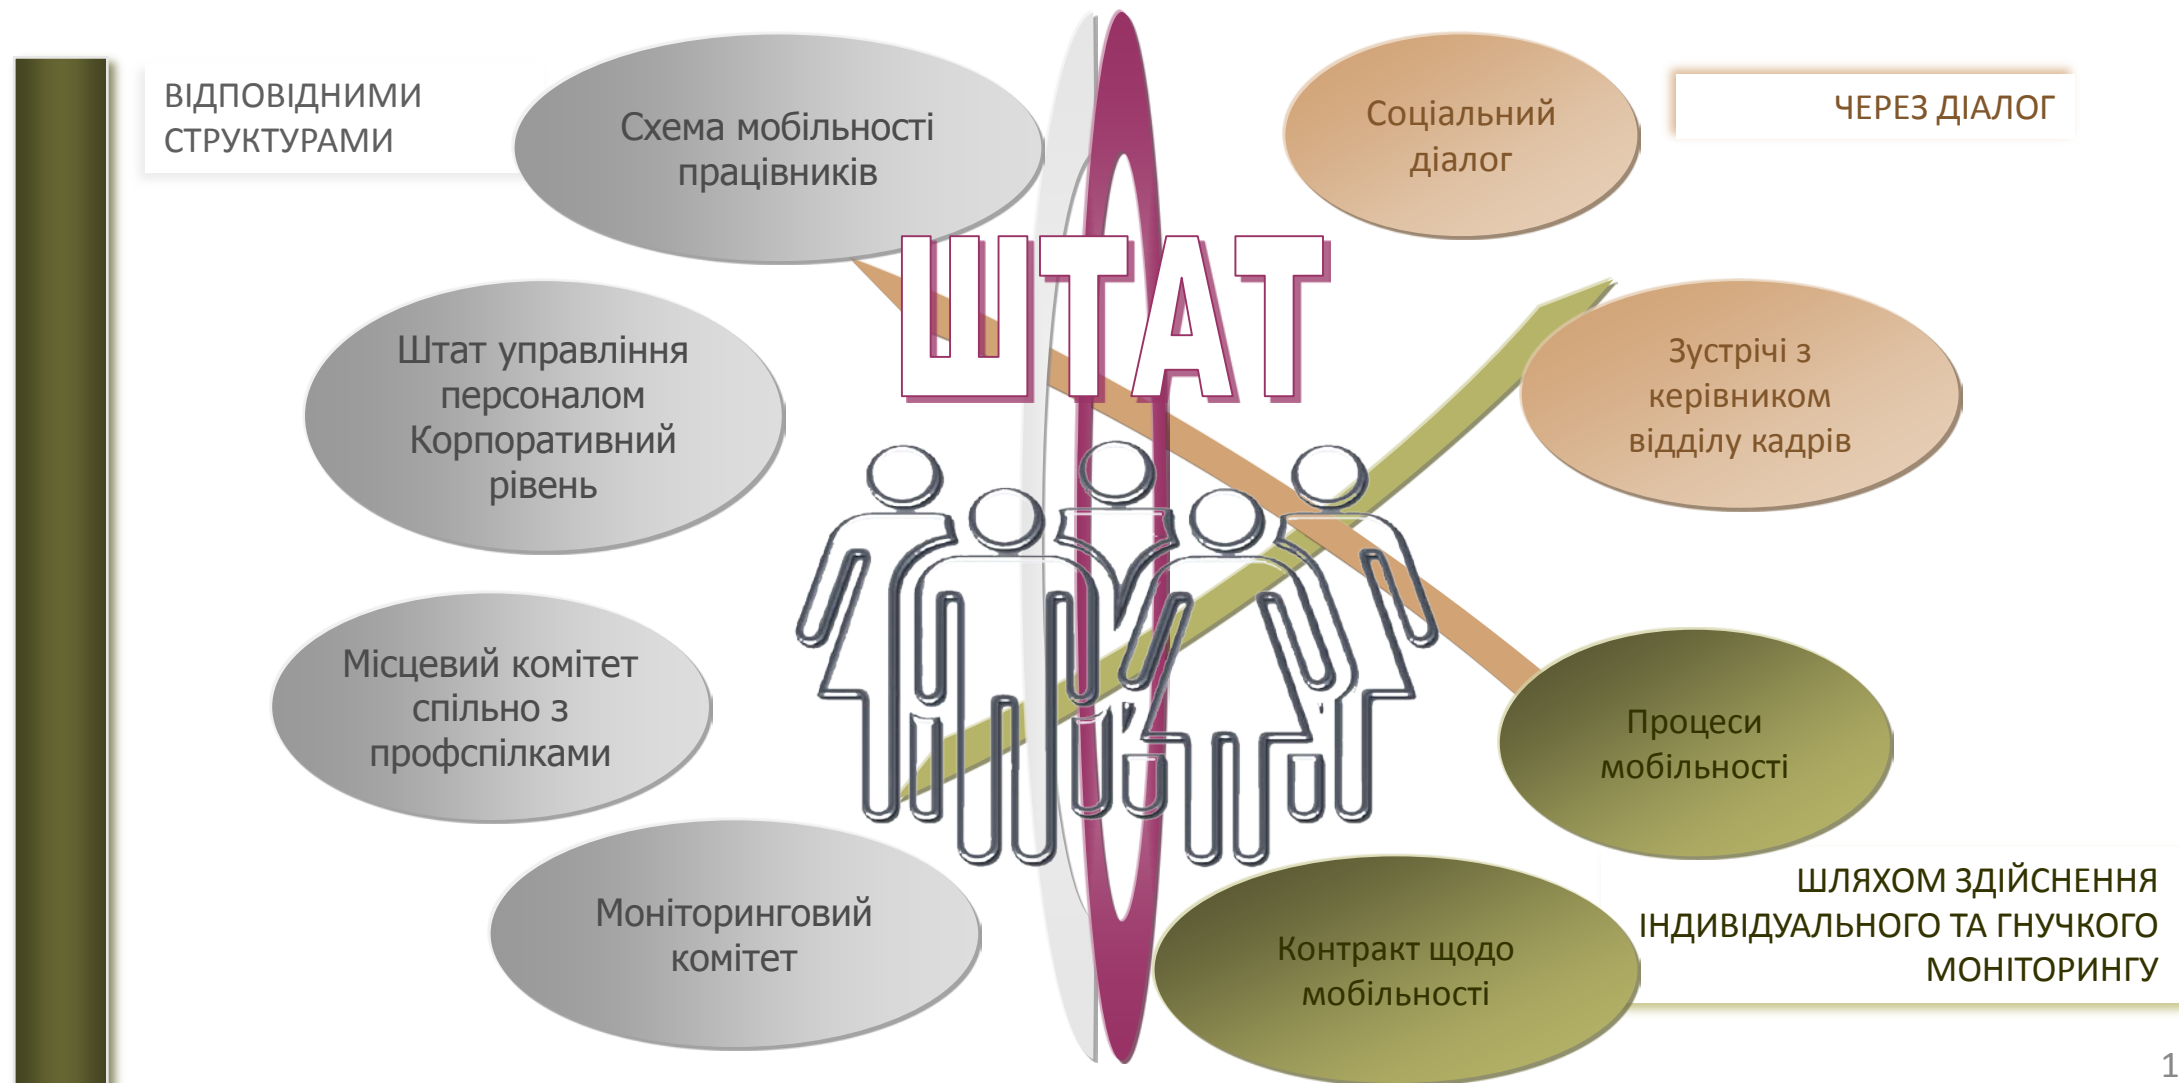 ВІДПОВІДНИМИ
СТРУКТУРАМИ
Схема мобільності
працівників
Соціальний
діалог
ЧЕРЕЗ ДІАЛОГ
ШТАТ
Штат управління
персоналом
Корпоративний
рівень
Зустрічі з
керівником
відділу кадрів
Місцевий комітет
спільно з
профспілками
Процеси
мобільності
Моніторинговий
комітет
Контракт щодо
мобільності
ШЛЯХОМ ЗДІЙСНЕННЯ
ІНДИВІДУАЛЬНОГО ТА ГНУЧКОГО
МОНІТОРИНГУ
1